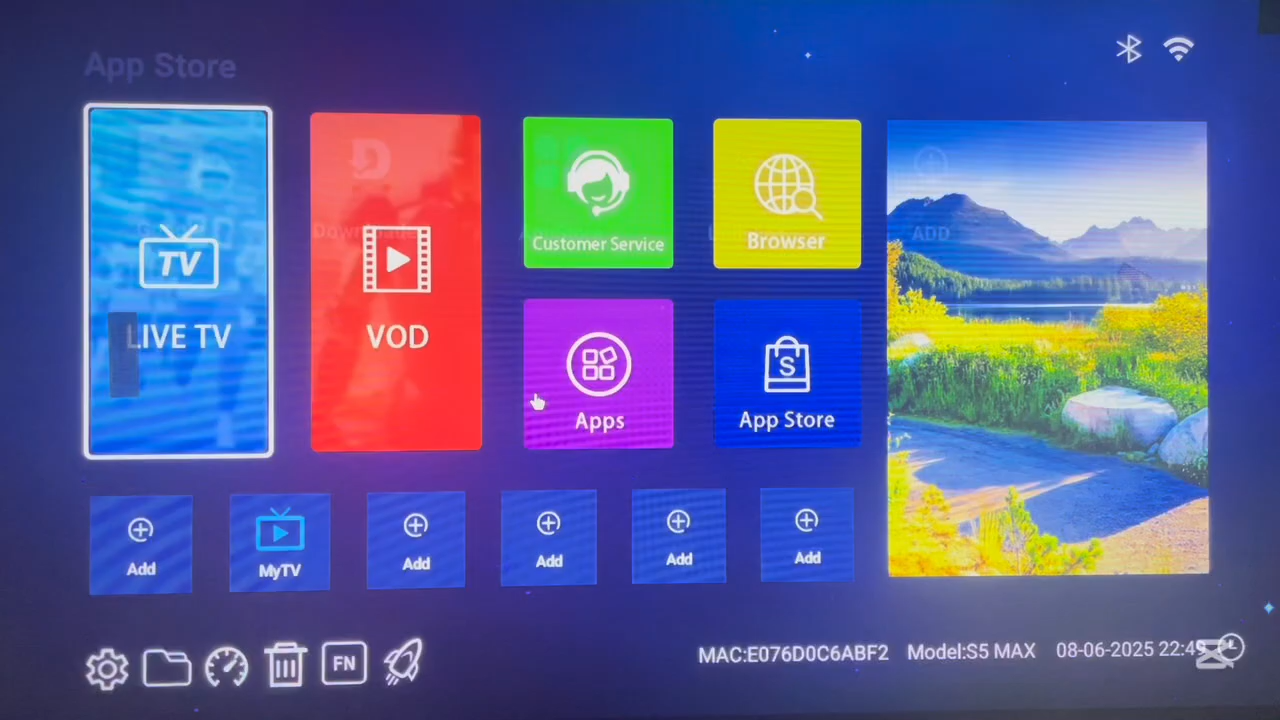 App Store
TV
LIVE TV
VOD
Customer Service
Browser
ADD
Apps
S
App Store
Add
MyTV
Add
Add
Add
Add
FN
MAC:E076D0C6ABF2
Model:S5 MAX
08-06-2025 22:49